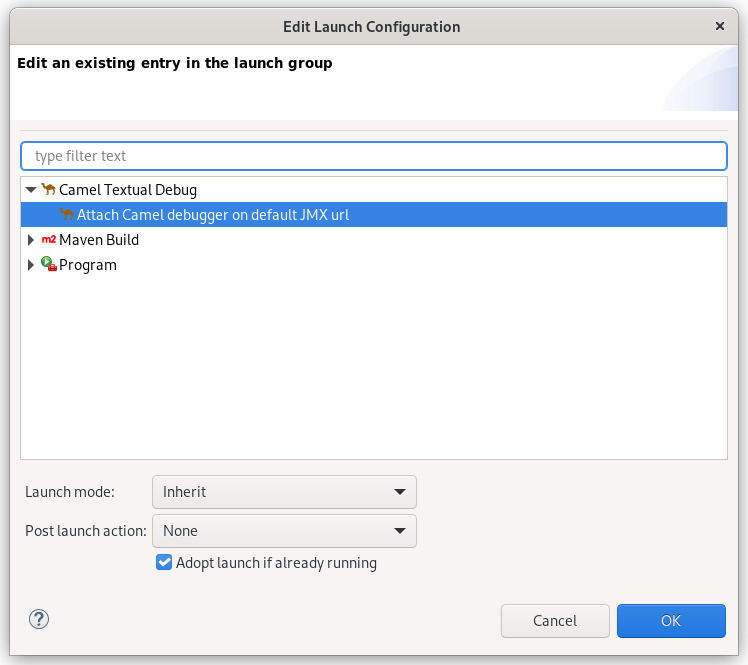 Edit Launch Configuration ×
Edit an existing entry in the launch group
type filter text
Camel Textual Debug
Attach Camel debugger on default JMX url
m2 Maven Build
Program
Launch mode: Inherit
Post launch action: None
Adopt launch if already running
? Cancel OK